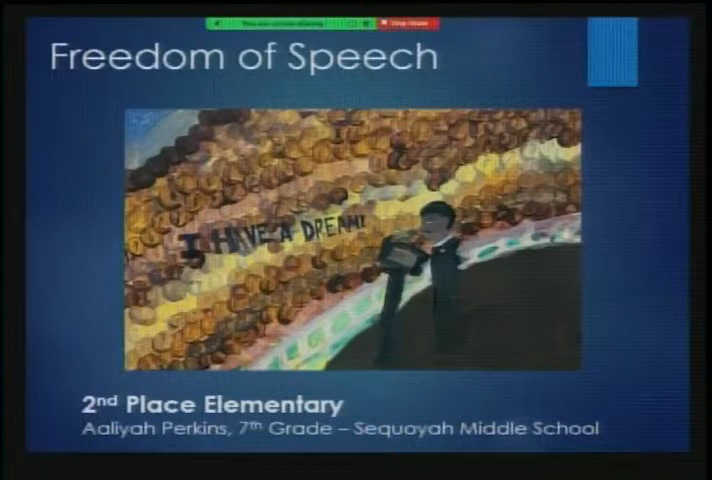 Freedom of Speech
I HAVE A DREAM!
2nd Place Elementary
Aaliyah Perkins, 7th Grade – Sequoyah Middle School